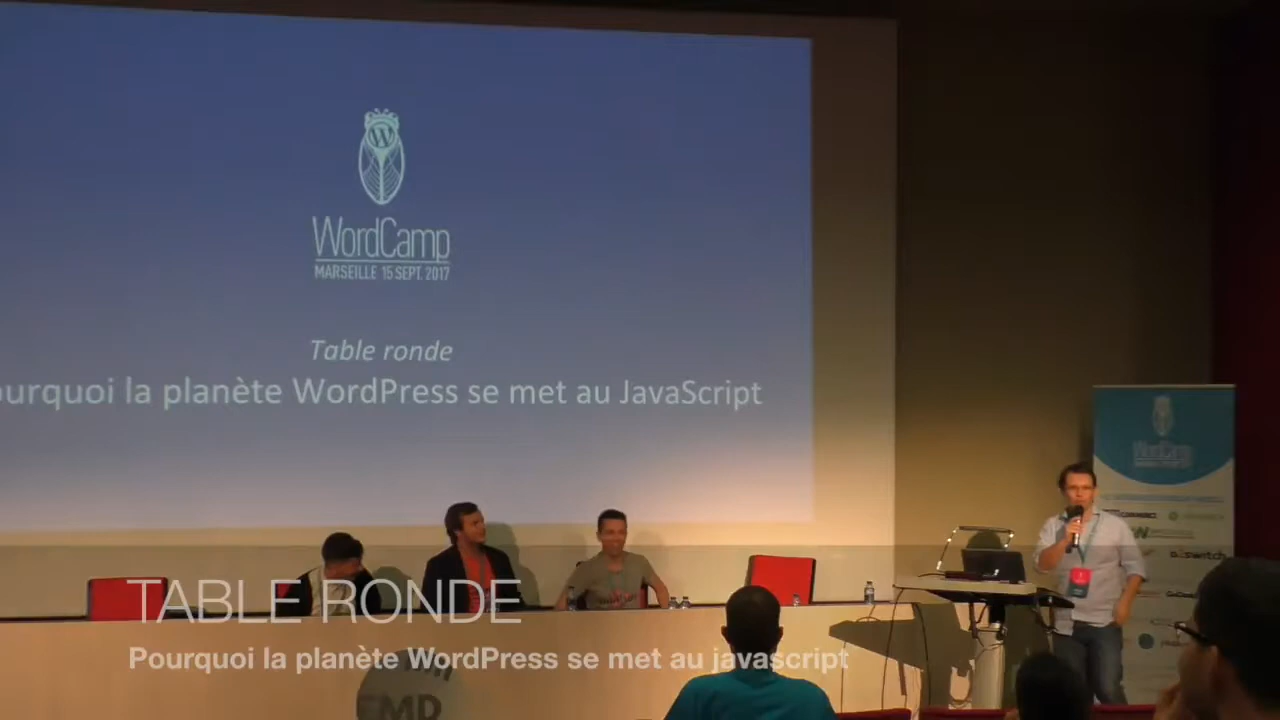 W
WordCamp
MARSEILLE 15 SEPT. 2017
Table ronde
ourquoi la planète WordPress se met au JavaScript
WordCamp
TABLE RONDE
Pourquoi la planète WordPress se met au javascript